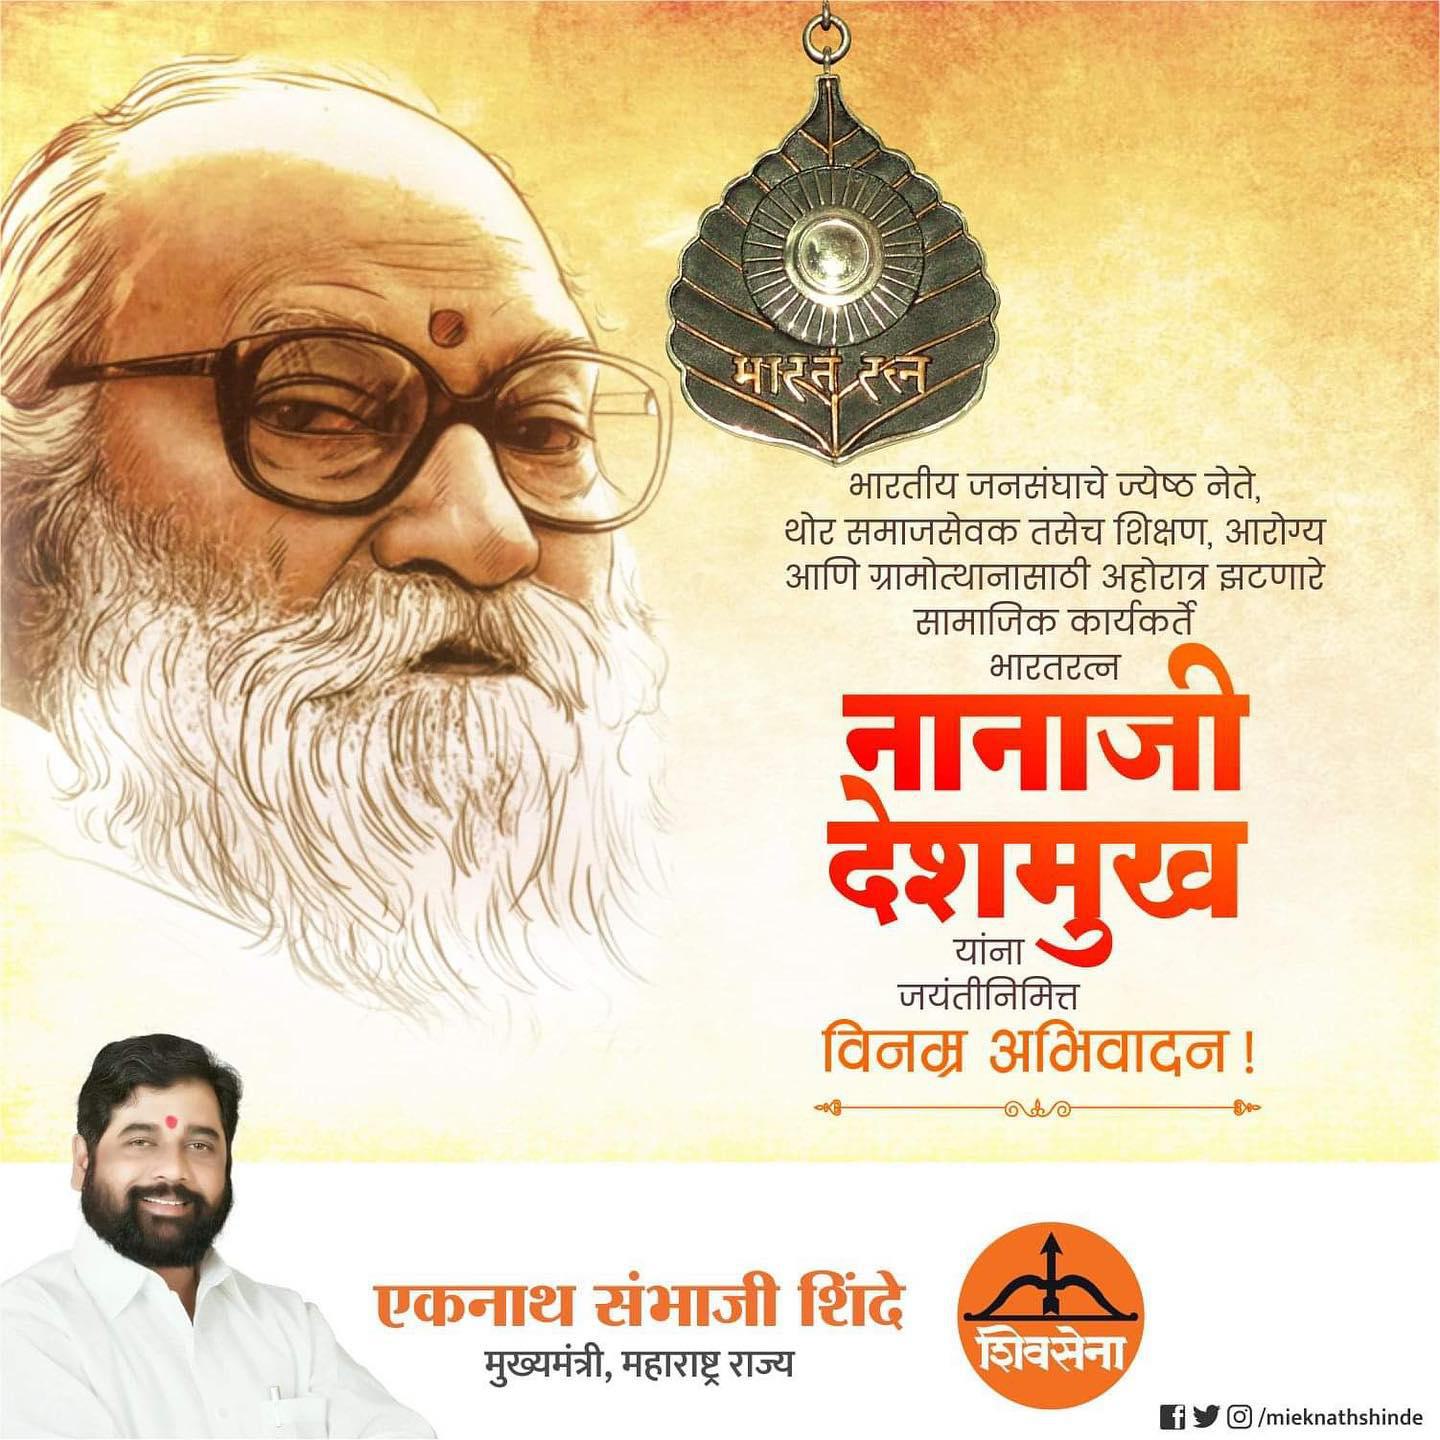 भारत रत्न
भारतीय जनसंघाचे ज्येष्ठ नेते,
थोर समाजसेवक तसेच शिक्षण, आरोग्य
आणि ग्रामोत्थानासाठी अहोरात्र झटणारे
सामाजिक कार्यकर्ते
भारतरत्न
नानाजी
देशमुख
यांना
जयंतीनिमित्त
विनम्र अभिवादन !
एकनाथ संभाजी शिंदे
मुख्यमंत्री, महाराष्ट्र राज्य
शिवसेना
/mieknathshinde